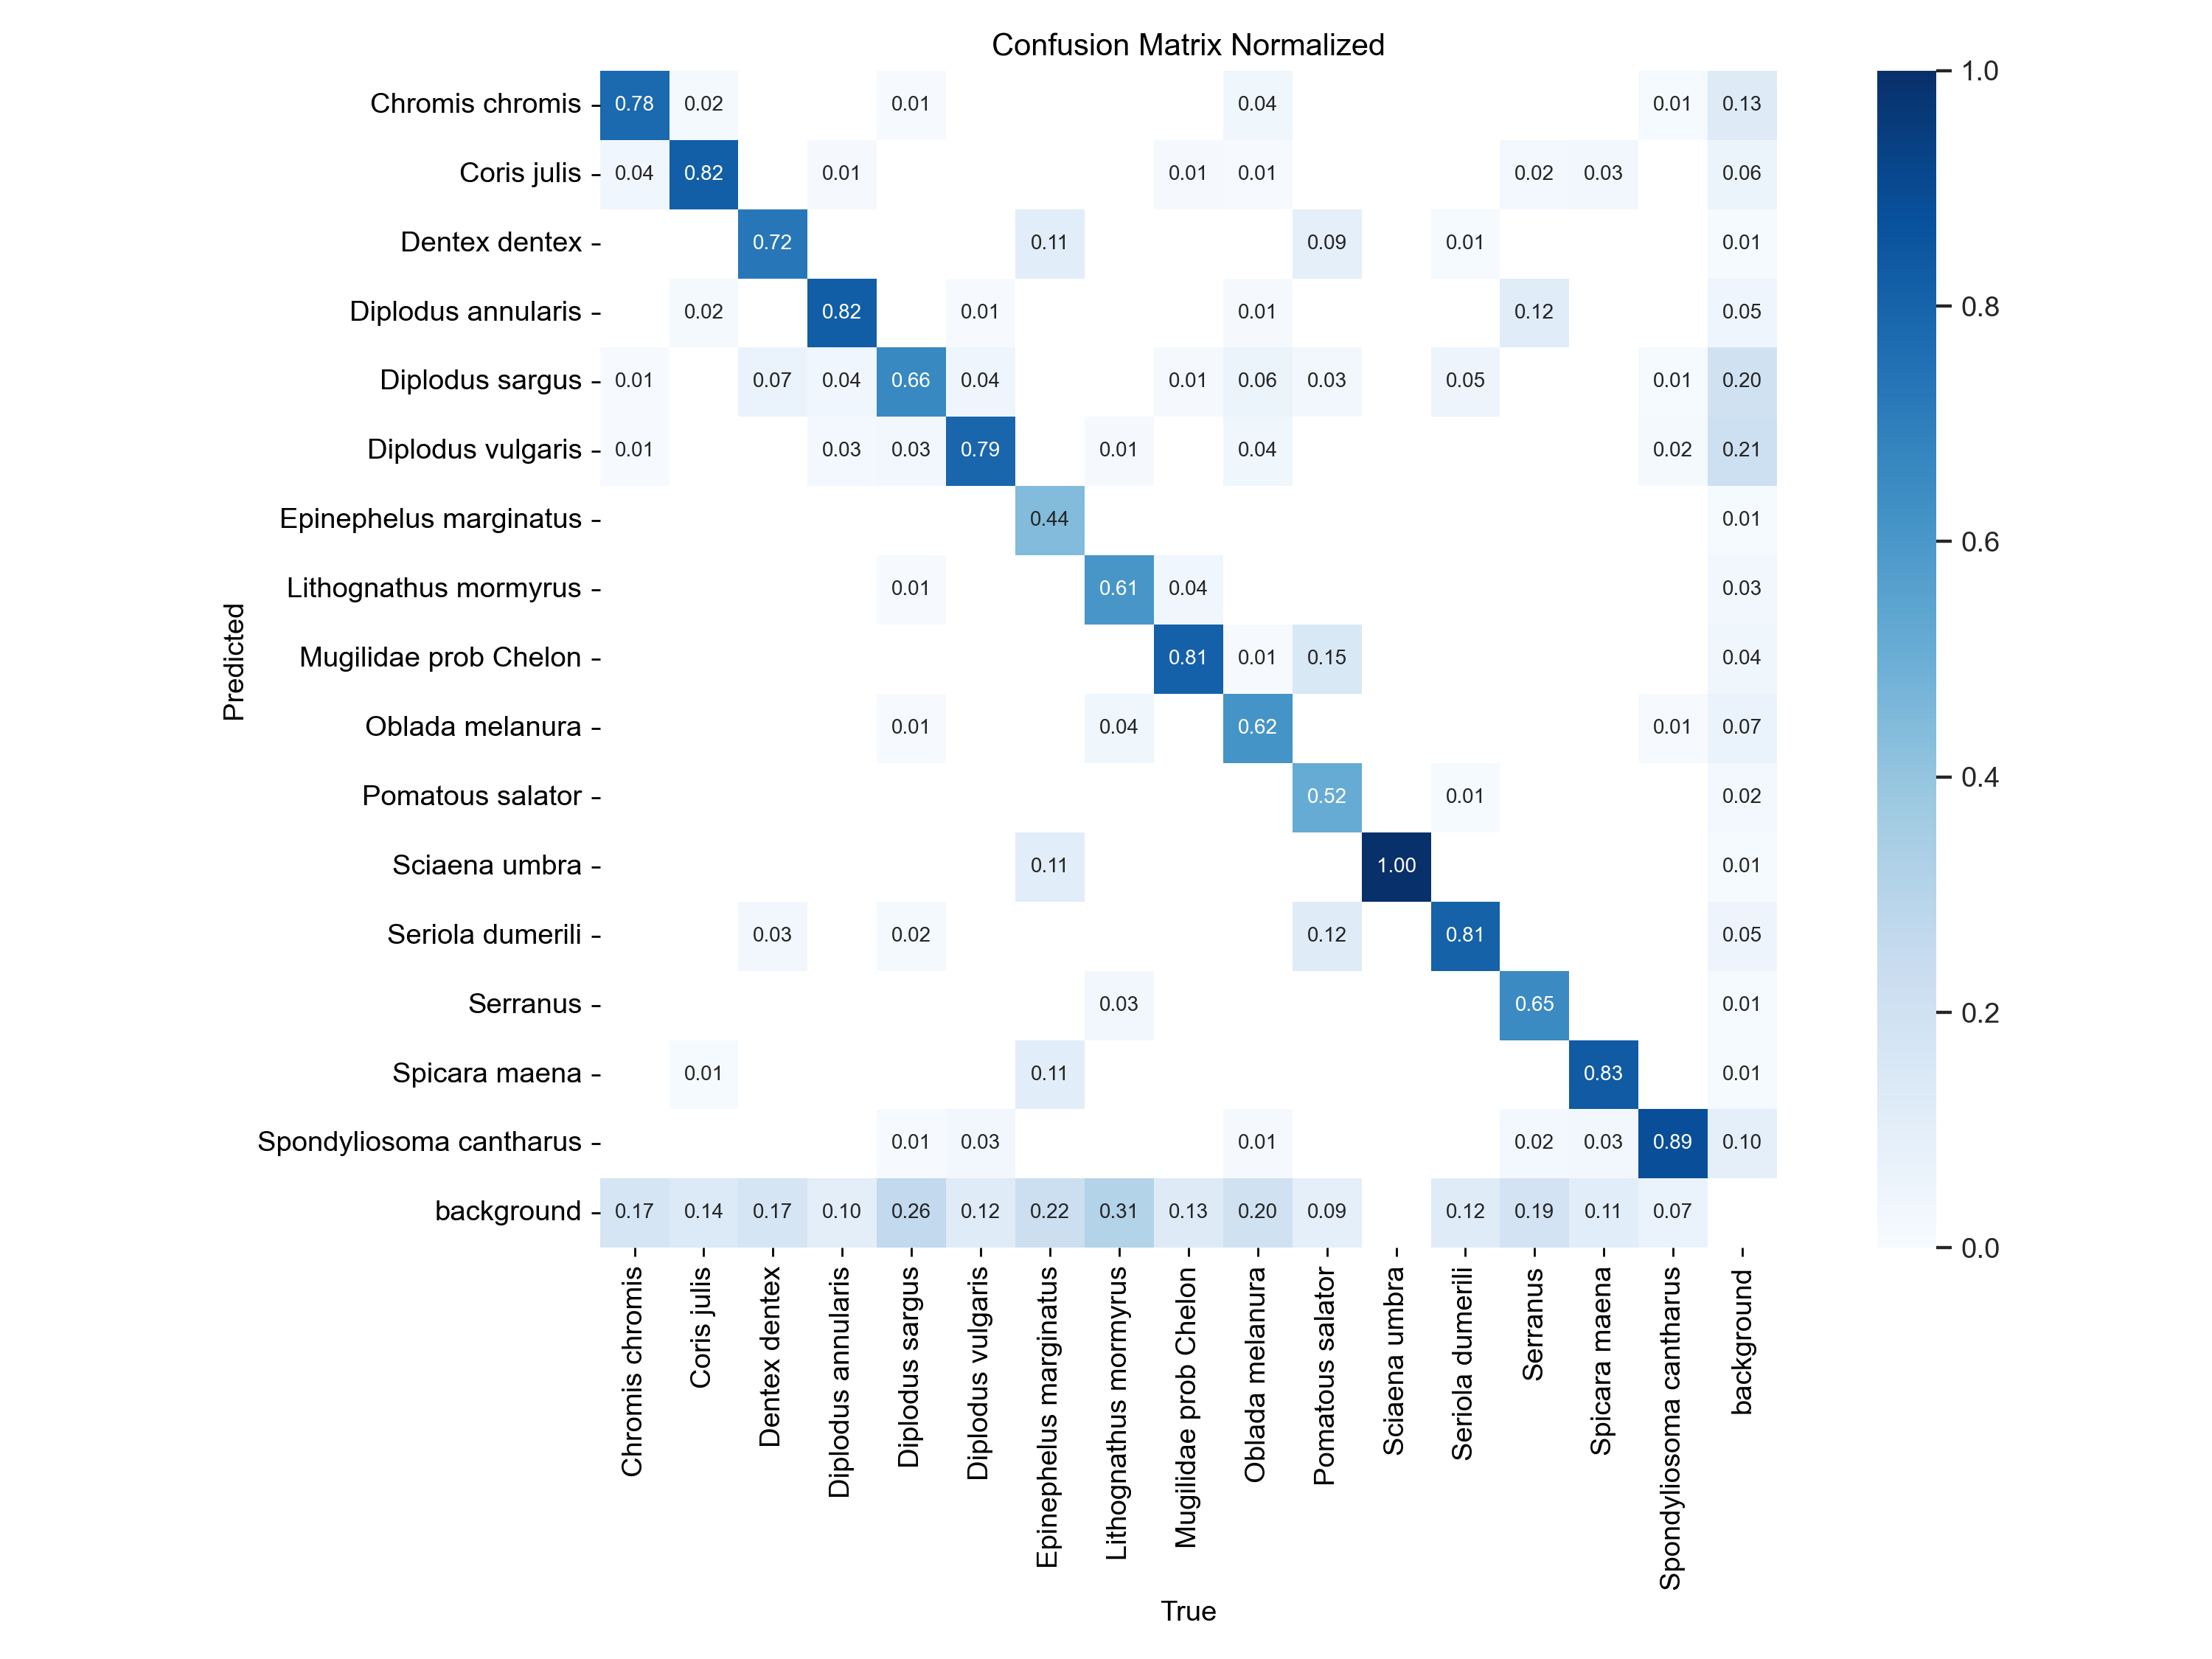 Confusion Matrix Normalized
Chromis chromis 0.78 0.02 0.01 0.04 0.01 0.13
Coris julis 0.04 0.82 0.01 0.01 0.01 0.02 0.03 0.06
Dentex dentex 0.72 0.11 0.09 0.01 0.01
Diplodus annularis 0.02 0.82 0.01 0.01 0.12 0.05
Diplodus sargus 0.01 0.07 0.04 0.66 0.04 0.01 0.06 0.03 0.05 0.01 0.20
Diplodus vulgaris 0.01 0.03 0.03 0.79 0.01 0.04 0.02 0.21
Epinephelus marginatus 0.44 0.01
Lithognathus mormyrus 0.01 0.61 0.04 0.03
Mugilidae prob Chelon 0.81 0.01 0.15 0.04
Oblada melanura 0.01 0.04 0.62 0.01 0.07
Pomatous salator 0.52 0.01 0.02
Sciaena umbra 0.11 1.00 0.01
Seriola dumerili 0.03 0.02 0.12 0.81 0.05
Serranus 0.03 0.65 0.01
Spicara maena 0.01 0.11 0.83 0.01
Spondyliosoma cantharus 0.01 0.03 0.01 0.02 0.03 0.89 0.10
background 0.17 0.14 0.17 0.10 0.26 0.12 0.22 0.31 0.13 0.20 0.09 0.12 0.19 0.11 0.07
Predicted
Chromis chromis
Coris julis
Dentex dentex
Diplodus annularis
Diplodus sargus
Diplodus vulgaris
Epinephelus marginatus
Lithognathus mormyrus
Mugilidae prob Chelon
Oblada melanura
Pomatous salator
Sciaena umbra
Seriola dumerili
Serranus
Spicara maena
Spondyliosoma cantharus
background
True
1.0
0.8
0.6
0.4
0.2
0.0